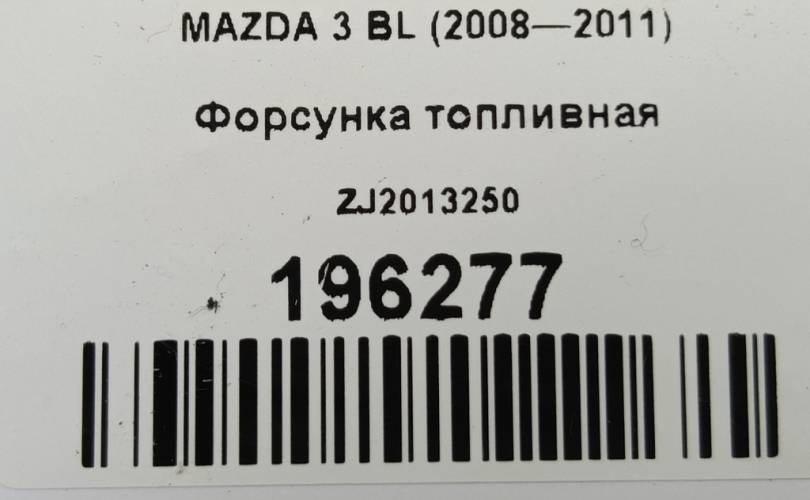 MAZDA 3 BL (2008—2011)
Форсунка топливная
ZJ2013250
196277